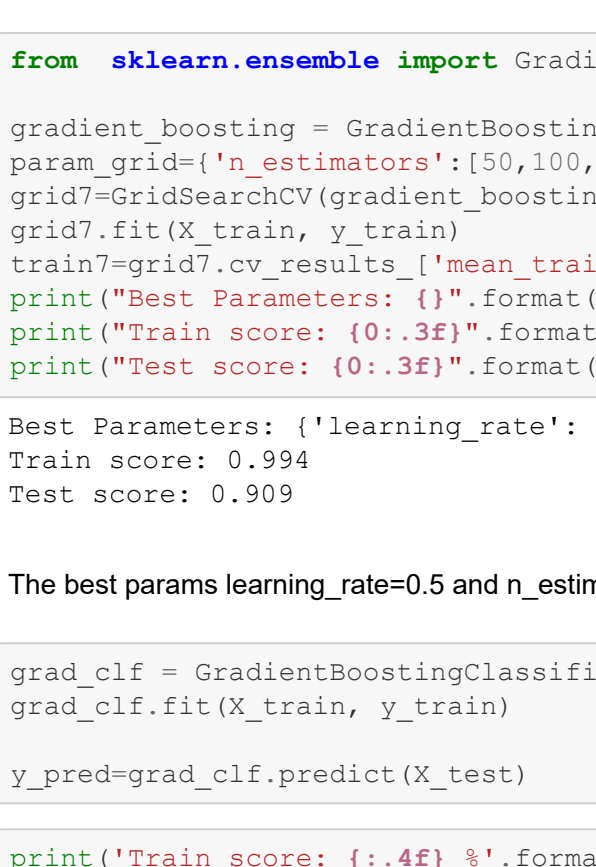 from sklearn.ensemble import Gradi
gradient_boosting = GradientBoostin
param_grid={'n_estimators':[50,100,
grid7=GridSearchCV(gradient_boostin
grid7.fit(X_train, y_train)
train7=grid7.cv_results_['mean_trai
print("Best Parameters: {}".format(
print("Train score: {0:.3f}".format
print("Test score: {0:.3f}".format(
Best Parameters: {'learning_rate':
Train score: 0.994
Test score: 0.909
The best params learning_rate=0.5 and n_estim
grad_clf = GradientBoostingClassifi
grad_clf.fit(X_train, y_train)
y_pred=grad_clf.predict(X_test)
print('Train score: {:.4f} %'.forma